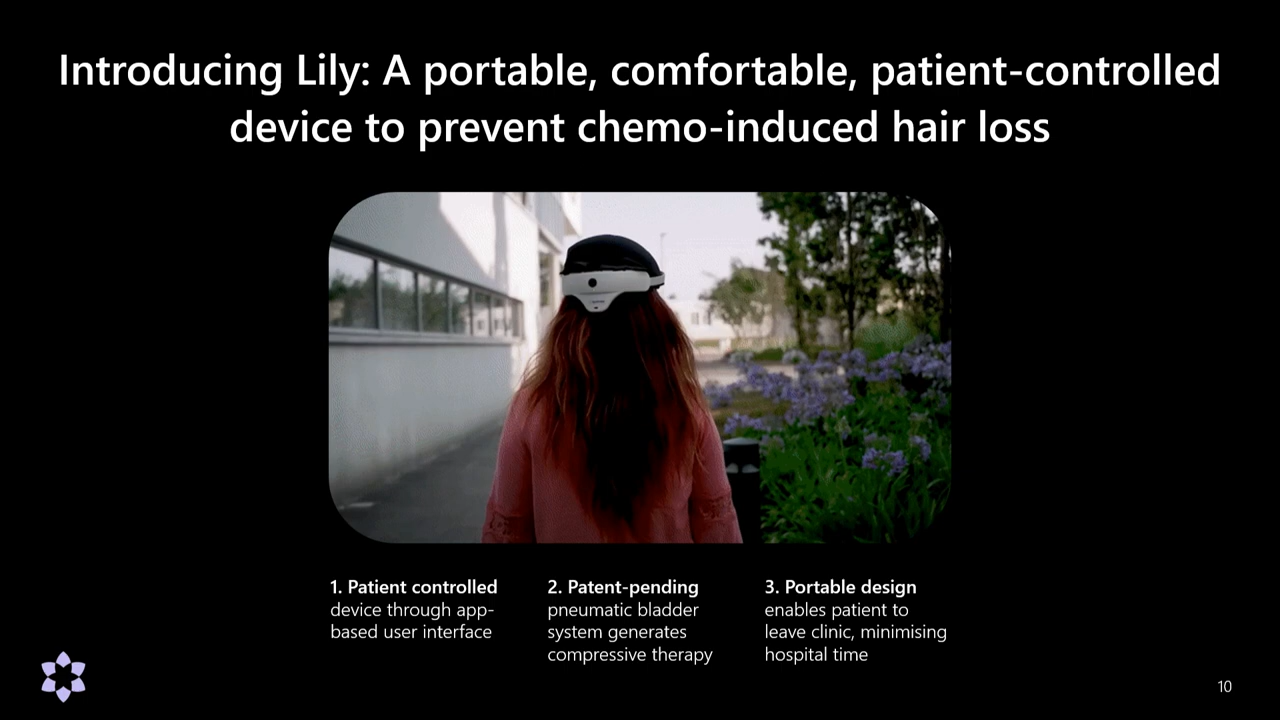 Introducing Lily: A portable, comfortable, patient-controlled
device to prevent chemo-induced hair loss
1. Patient controlled
device through app-
based user interface
2. Patent-pending
pneumatic bladder
system generates
compressive therapy
3. Portable design
enables patient to
leave clinic, minimising
hospital time
10